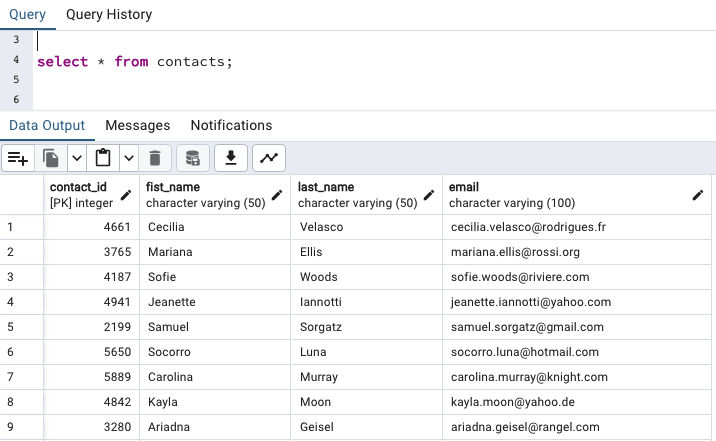 Query Query History
3
4 select * from contacts;
5
6
Data Output Messages Notifications
contact_id fist_name last_name email
[PK] integer character varying (50) character varying (50) character varying (100)
1 4661 Cecilia Velasco cecilia.velasco@rodrigues.fr
2 3765 Mariana Ellis mariana.ellis@rossi.org
3 4187 Sofie Woods sofie.woods@riviere.com
4 4941 Jeanette Iannotti jeanette.iannotti@yahoo.com
5 2199 Samuel Sorgatz samuel.sorgatz@gmail.com
6 5650 Socorro Luna socorro.luna@hotmail.com
7 5889 Carolina Murray carolina.murray@knight.com
8 4842 Kayla Moon kayla.moon@yahoo.de
9 3280 Ariadna Geisel ariadna.geisel@rangel.com